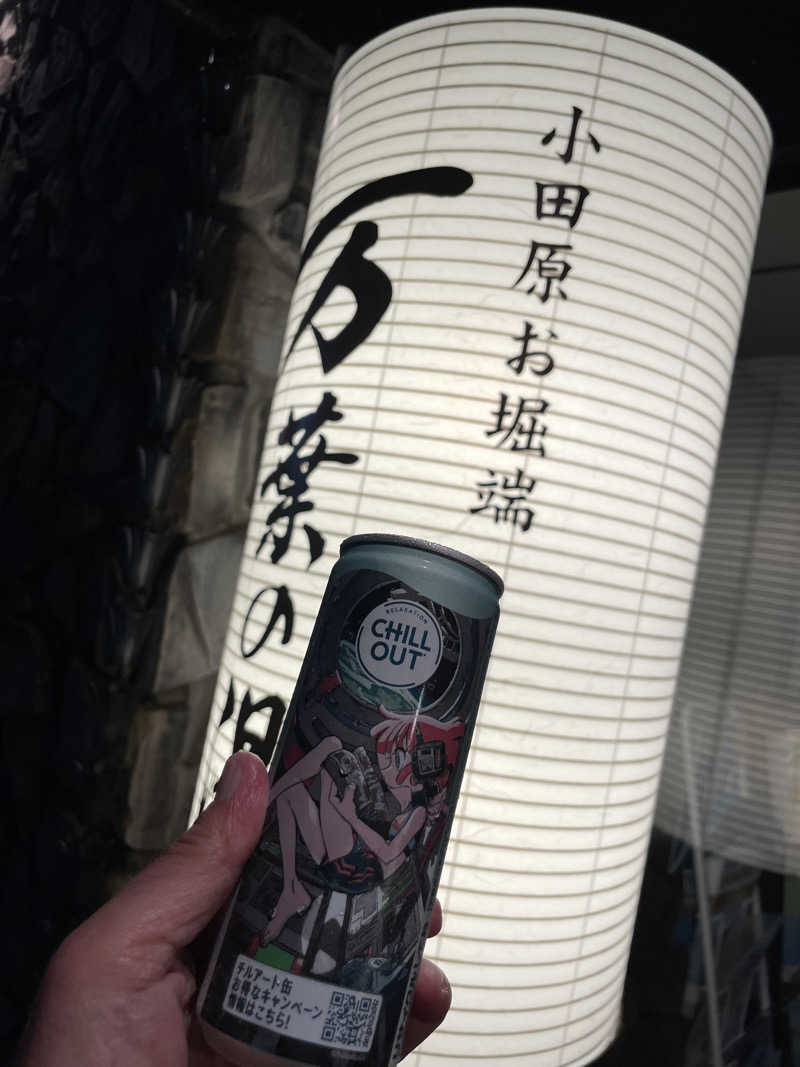 小田原お堀端
万葉の
RELAXATION
CHILL
OUT
チルアート缶
お得なキャンペーン
情報はこちら!